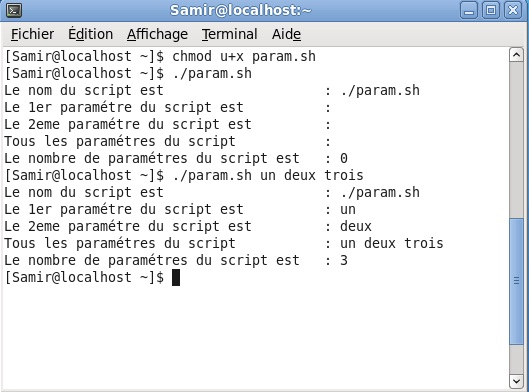 Samir@localhost:~
Fichier Édition Affichage Terminal Aide
[Samir@localhost ~]$ chmod u+x param.sh
[Samir@localhost ~]$ ./param.sh
Le nom du script est : ./param.sh
Le 1er paramétre du script est :
Le 2eme paramétre du script est :
Tous les paramétres du script :
Le nombre de paramétres du script est : 0
[Samir@localhost ~]$ ./param.sh un deux trois
Le nom du script est : ./param.sh
Le 1er paramétre du script est : un
Le 2eme paramétre du script est : deux
Tous les paramétres du script : un deux trois
Le nombre de paramétres du script est : 3
[Samir@localhost ~]$